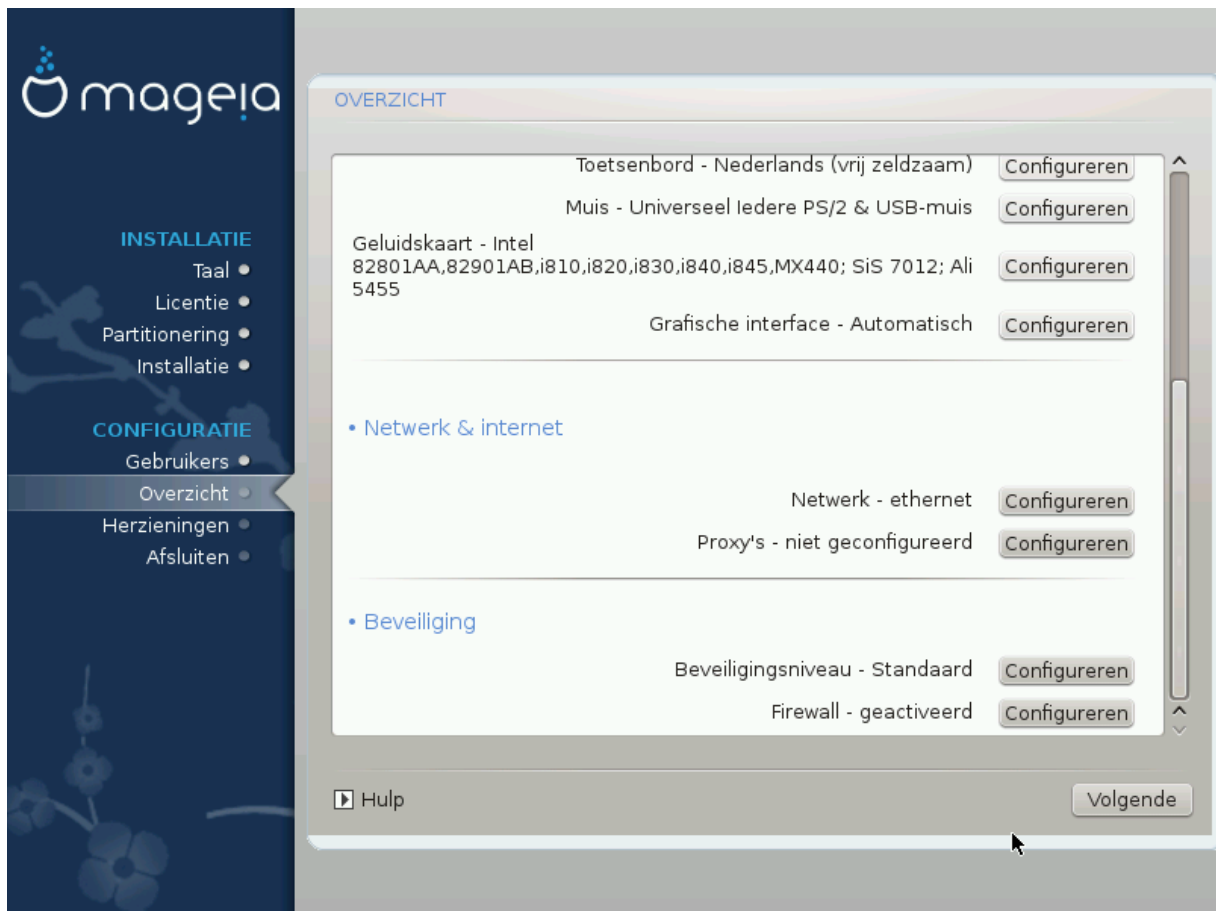 mageia
INSTALLATIE
Taal
Licentie
Partitionering
Installatie
CONFIGURATIE
Gebruikers
Overzicht
Herzieningen
Afsluiten
OVERZICHT
Toetsenbord - Nederlands (vrij zeldzaam) Configureren
Muis - Universeel Iedere PS/2 & USB-muis Configureren
Geluidskaart - Intel
82801AA,82901AB,i810,i820,i830,i840,i845,MX440; SiS 7012; Ali Configureren
5455
Grafische interface - Automatisch Configureren
• Netwerk & internet
Netwerk - ethernet Configureren
Proxy's - niet geconfigureerd Configureren
• Beveiliging
Beveiligingsniveau - Standaard Configureren
Firewall - geactiveerd Configureren
Hulp
Volgende